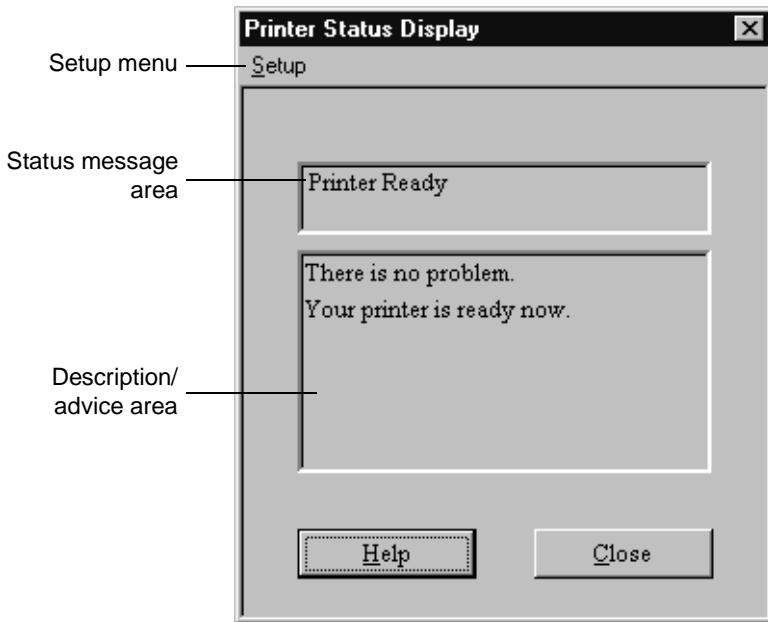 Printer Status Display
Setup menu
Setup
Status message
area
Printer Ready
There is no problem.
Your printer is ready now.
Description/
advice area
Help
Close